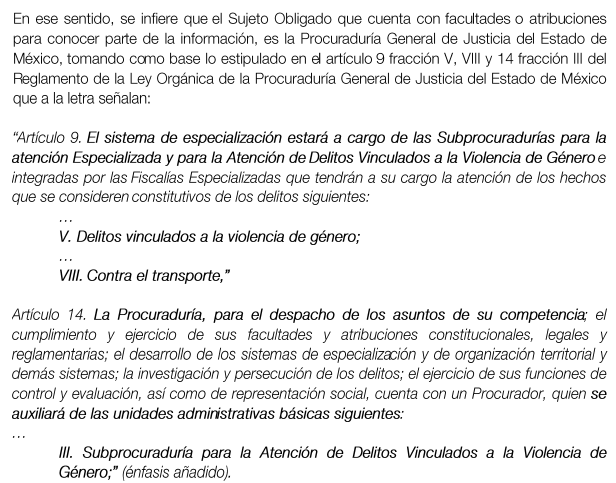 En ese sentido, se infiere que el Sujeto Obligado que cuenta con facultades o atribuciones
para conocer parte de la información, es la Procuraduría General de Justicia del Estado de
México, tomando como base lo estipulado en el artículo 9 fracción V, VIII y 14 fracción III del
Reglamento de la Ley Orgánica de la Procuraduría General de Justicia del Estado de México
que a la letra señalan:
“Artículo 9. El sistema de especialización estará a cargo de las Subprocuradurías para la
atención Especializada y para la Atención de Delitos Vinculados a la Violencia de Género e
integradas por las Fiscalías Especializadas que tendrán a su cargo la atención de los hechos
que se consideren constitutivos de los delitos siguientes:
…
V. Delitos vinculados a la violencia de género;
…
VIII. Contra el transporte,”
Artículo 14. La Procuraduría, para el despacho de los asuntos de su competencia; el
cumplimiento y ejercicio de sus facultades y atribuciones constitucionales, legales y
reglamentarias; el desarrollo de los sistemas de especialización y de organización territorial y
demás sistemas; la investigación y persecución de los delitos; el ejercicio de sus funciones de
control y evaluación, así como de representación social, cuenta con un Procurador, quien se
auxiliará de las unidades administrativas básicas siguientes:
…
III. Subprocuraduría para la Atención de Delitos Vinculados a la Violencia de
Género;” (énfasis añadido).